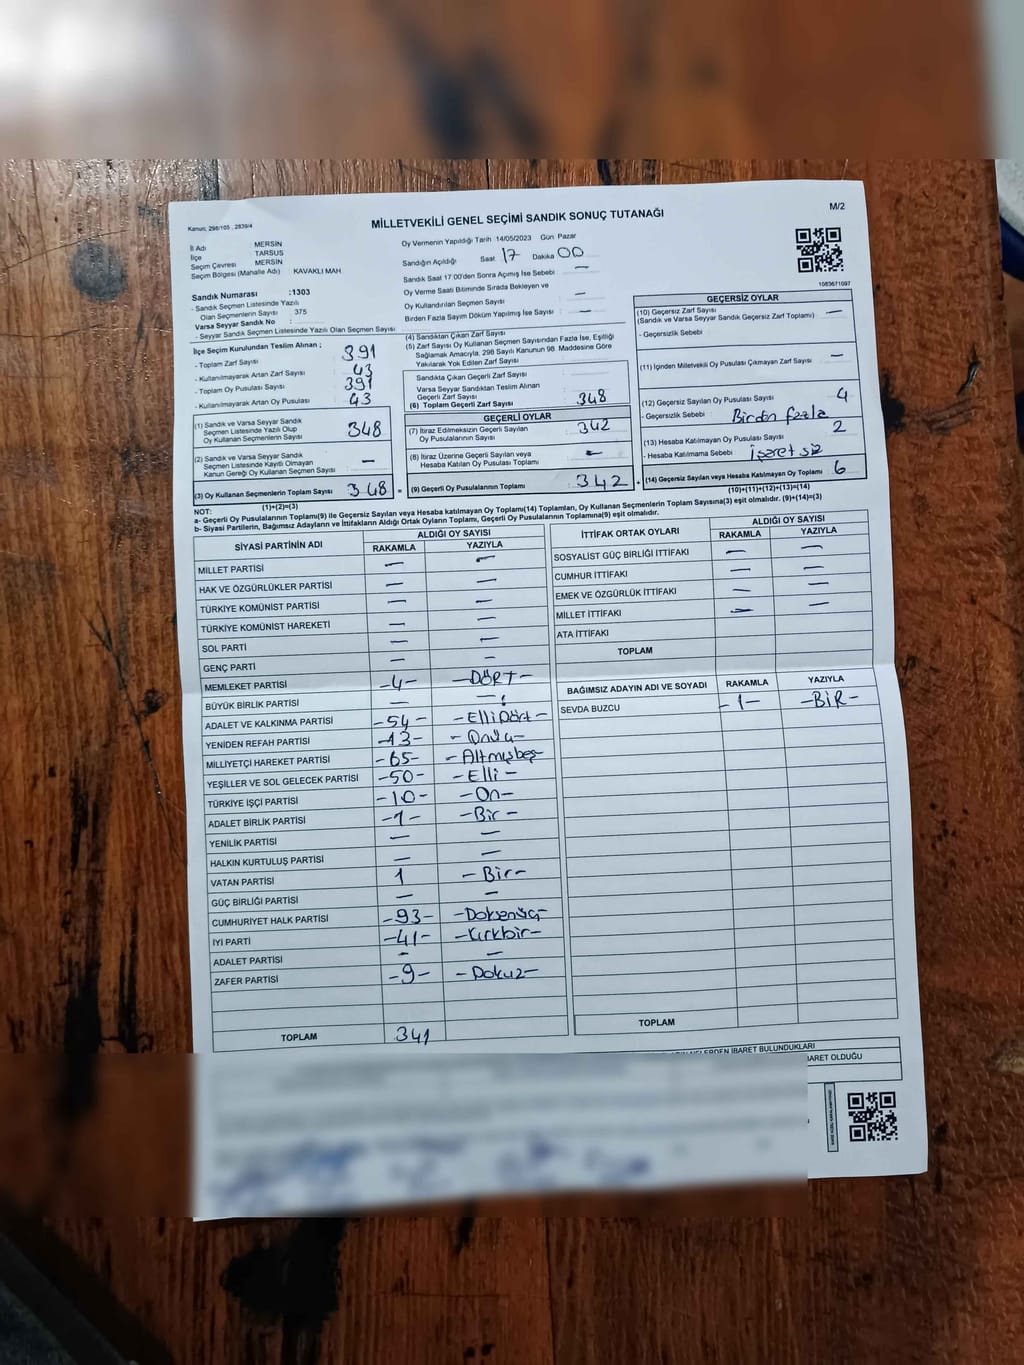 Kanun; 298/105 , 2839/4
MİLLETVEKİLİ GENEL SEÇİMİ SANDIK SONUÇ TUTANAĞI
M/2
İl Adı MERSİN
İlçe TARSUS
Seçim Çevresi MERSİN
Seçim Bölgesi (Mahalle Adı) KAVAKLI MAH
Sandık Numarası :1303
- Sandık Seçmen Listesinde Yazılı
Olan Seçmenlerin Sayısı 375
Varsa Seyyar Sandık No :
- Seyyar Sandık Seçmen Listesinde Yazılı Olan Seçmen Sayısı
Oy Vermenin Yapıldığı Tarih 14/05/2023 Gün Pazar
Sandığın Açıldığı Saat 17 Dakika 00
Sandık Saat 17:00'den Sonra Açımış İse Sebebi —
Oy Verme Saati Bitiminde Sırada Bekleyen ve
Oy Kullandırılan Seçmen Sayısı —
Birden Fazla Sayım Döküm Yapılmış İse Sayısı —
1083671097
İlçe Seçim Kurulundan Teslim Alınan ;
- Toplam Zarf Sayısı 391
- Kullanılmayarak Artan Zarf Sayısı 43
- Toplam Oy Pusulası Sayısı 391
- Kullanılmayarak Artan Oy Pusulası 43
(1) Sandık ve Varsa Seyyar Sandık
Seçmen Listesinde Yazılı Olup
Oy Kullanan Seçmenlerin Sayısı 348
(2) Sandık ve Varsa Seyyar Sandık
Seçmen Listesinde Kayıtlı Olmayan
Kanun Gereği Oy Kullanan Seçmen Sayısı —
(3) Oy Kullanan Seçmenlerin Toplam Sayısı 348 =
(1)+(2)=(3)
(4) Sandıktan Çıkan Zarf Sayısı
(5) Zarf Sayısı Oy Kullanan Seçmen Sayısından Fazla İse, Eşitliği
Sağlamak Amacıyla, 298 Sayılı Kanunun 98. Maddesine Göre
Yakılarak Yok Edilen Zarf Sayısı
Sandıkta Çıkan Geçerli Zarf Sayısı
Varsa Seyyar Sandıktan Teslim Alınan
Geçerli Zarf Sayısı
(6) Toplam Geçerli Zarf Sayısı 348
GEÇERLİ OYLAR
(7) İtiraz Edilmeksizin Geçerli Sayılan
Oy Pusulalarının Sayısı 342
(8) İtiraz Üzerine Geçerli Sayılan veya
Hesaba Katılan Oy Pusulası Toplamı —
(9) Geçerli Oy Pusulalarının Toplamı 342 +
GEÇERSİZ OYLAR
(10) Geçersiz Zarf Sayısı
(Sandık ve Varsa Seyyar Sandık Geçersiz Zarf Toplamı) —
- Geçersizlik Sebebi
(11) İçinden Milletvekili Oy Pusulası Çıkmayan Zarf Sayısı —
(12) Geçersiz Sayılan Oy Pusulası Sayısı 4
- Geçersizlik Sebebi : Birden fazla
(13) Hesaba Katılmayan Oy Pusulası Sayısı 2
- Hesaba Katılmama Sebebi işaretsiz
(14) Geçersiz Sayılan veya Hesaba Katılmayan Oy Toplamı 6
(10)+(11)+(12)+(13)=(14)
NOT:
a- Geçerli Oy Pusulalarının Toplamı(9) ile Geçersiz Sayılan veya Hesaba katılmayan Oy Toplamı(14) Toplamları, Oy Kullanan Seçmenlerin Toplam Sayısına(3) eşit olmalıdır. (9)+(14)=(3)
b- Siyasi Partilerin, Bağımsız Adayların ve İttifakların Aldığı Ortak Oyların Toplamı, Geçerli Oy Pusulalarının Toplamına(9) eşit olmalıdır.
SİYASİ PARTİNİN ADI ALDIĞI OY SAYISI
RAKAMLA YAZIYLA
MİLLET PARTİSİ — —
HAK VE ÖZGÜRLÜKLER PARTİSİ — —
TÜRKİYE KOMÜNİST PARTİSİ — —
TÜRKİYE KOMÜNİST HAREKETİ — —
SOL PARTİ — —
GENÇ PARTİ — —
MEMLEKET PARTİSİ -4- -DÖRT-
BÜYÜK BİRLİK PARTİSİ — —
ADALET VE KALKINMA PARTİSİ -54- -Elli Dört-
YENİDEN REFAH PARTİSİ -13-
MİLLİYETÇİ HAREKET PARTİSİ -65- -Altmışbeş-
YEŞİLLER VE SOL GELECEK PARTİSİ -50- -Elli-
TÜRKİYE İŞÇİ PARTİSİ -10- -On-
ADALET BİRLİK PARTİSİ -1- -Bir-
YENİLİK PARTİSİ — —
HALKIN KURTULUŞ PARTİSİ — —
VATAN PARTİSİ 1 -Bir-
GÜÇ BİRLİĞİ PARTİSİ — —
CUMHURİYET HALK PARTİSİ -93- -Doksanüç-
İYİ PARTİ -41- -Kırkbir-
ADALET PARTİSİ — —
ZAFER PARTİSİ -9- -Dokuz-
TOPLAM 341
İTTİFAK ORTAK OYLARI ALDIĞI OY SAYISI
RAKAMLA YAZIYLA
SOSYALİST GÜÇ BİRLİĞİ İTTİFAKI — —
CUMHUR İTTİFAKI — —
EMEK VE ÖZGÜRLÜK İTTİFAKI — —
MİLLET İTTİFAKI — —
ATA İTTİFAKI
TOPLAM
BAĞIMSIZ ADAYIN ADI VE SOYADI RAKAMLA YAZIYLA
SEVDA BUZCU -1- -BİR-
TOPLAM
NELERDEN İBARET BULUNDUKLARI
İBARET OLDUĞU